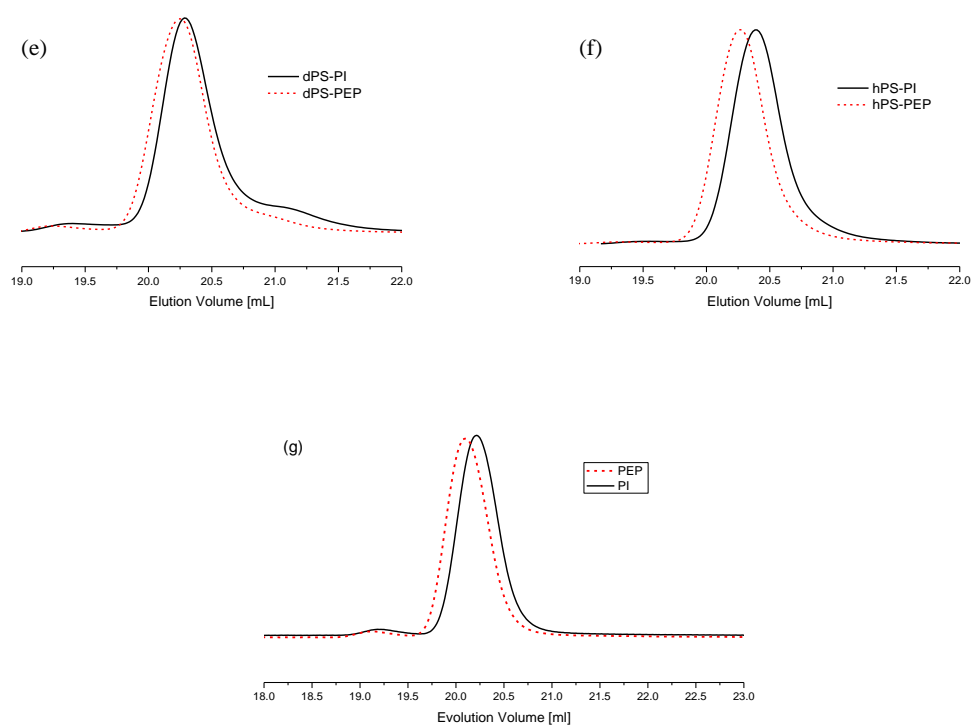 (e)
dPS-PI
dPS-PEP
19.0 19.5 20.0 20.5 21.0 21.5 22.0
Elution Volume [mL]
(f)
hPS-PI
hPS-PEP
19.0 19.5 20.0 20.5 21.0 21.5 22.0
Elution Volume [mL]
(g)
PEP
PI
18.0 18.5 19.0 19.5 20.0 20.5 21.0 21.5 22.0 22.5 23.0
Evolution Volume [ml]